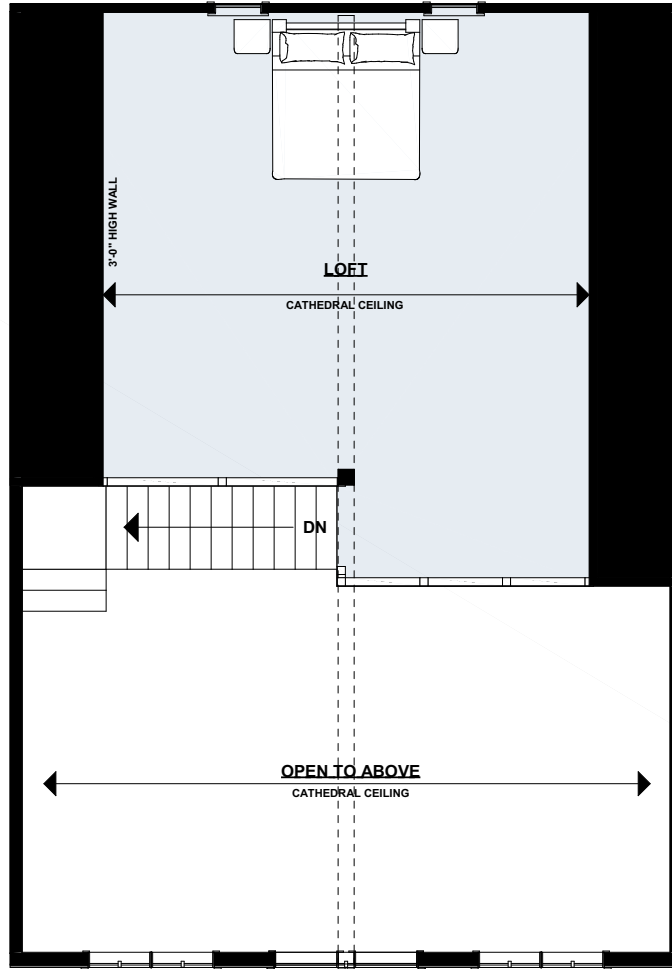 3'-0" HIGH WALL
LOFT
CATHEDRAL CEILING
DN
OPEN TO ABOVE
CATHEDRAL CEILING